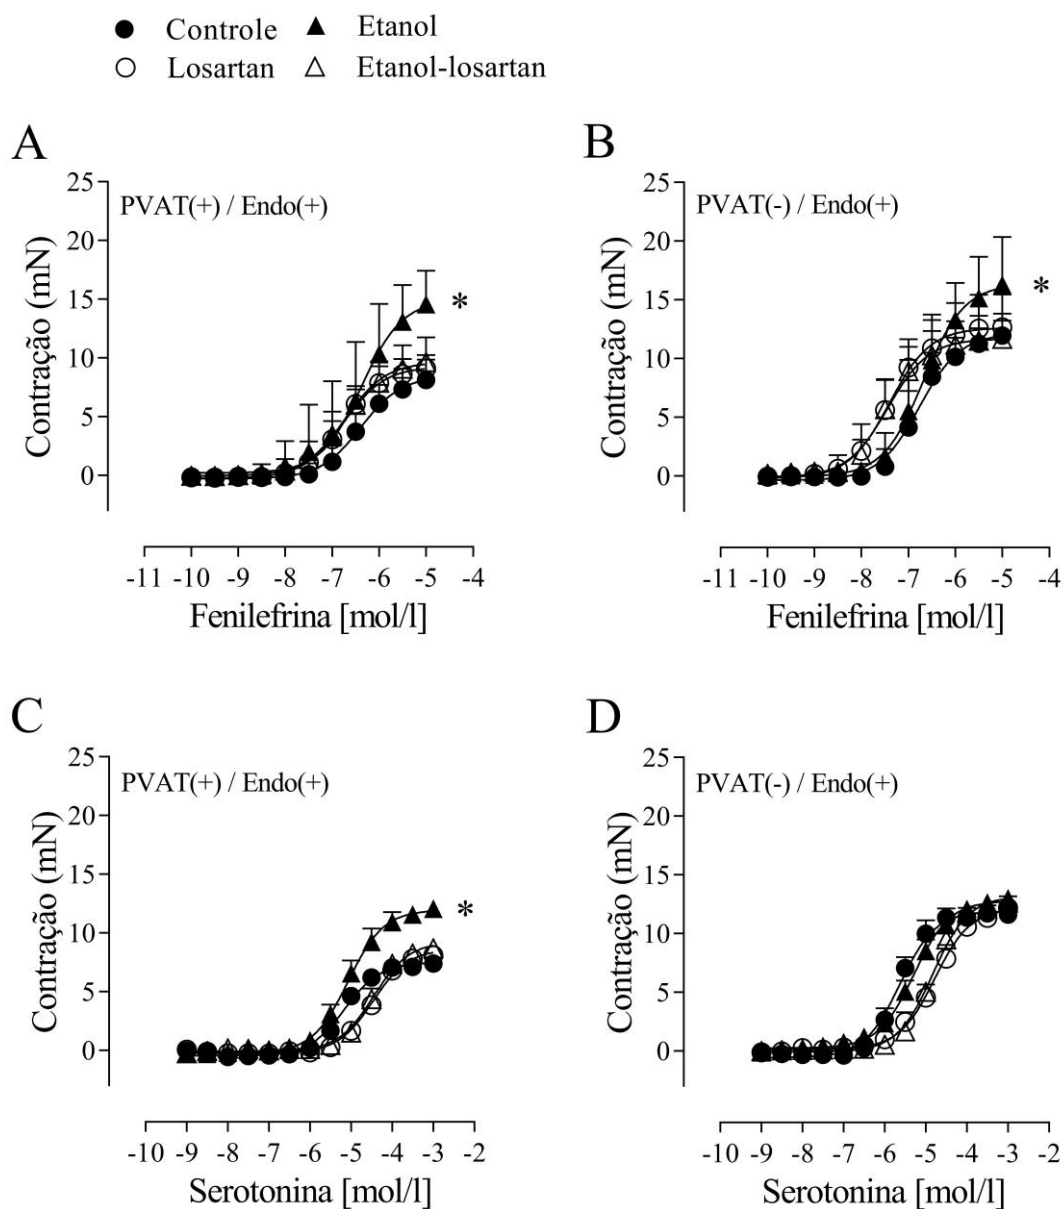 Controle Etanol
Losartan Etanol-losartan
A B
PVAT(+) / Endo(+)
Contração (mN)
25
20
15
10
5
0
*
-11 -10 -9 -8 -7 -6 -5 -4
Fenilefrina [mol/l]
PVAT(-) / Endo(+)
Contração (mN)
25
20
15
10
5
0
*
-11 -10 -9 -8 -7 -6 -5 -4
Fenilefrina [mol/l]
C D
PVAT(+) / Endo(+)
Contração (mN)
25
20
15
10
5
0
*
-10 -9 -8 -7 -6 -5 -4 -3 -2
Serotonina [mol/l]
PVAT(-) / Endo(+)
Contração (mN)
25
20
15
10
5
0
-10 -9 -8 -7 -6 -5 -4 -3 -2
Serotonina [mol/l]